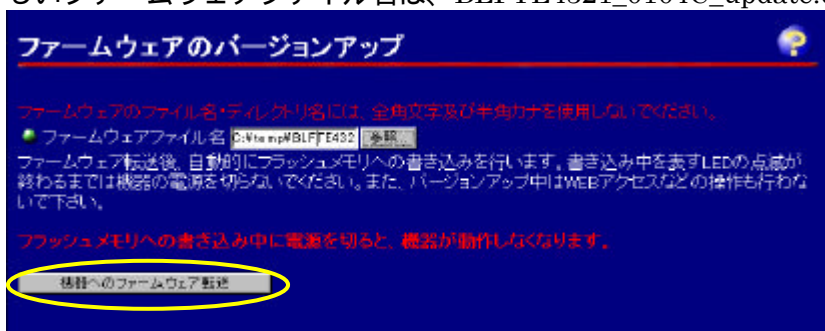 ファームウェアのバージョンアップ
ファームウェアのファイル名・ディレクトリ名には、全角文字及び半角カナを使用しないでください。
ファームウェアファイル名 C:¥temp¥BLFFE432 参照...
ファームウェア転送後、自動的にフラッシュメモリへの書き込みを行います。書き込み中を表すLEDの点滅が
終わるまでは機器の電源を切らないでください。また、バージョンアップ中はWEBアクセスなどの操作も行わな
いで下さい。
フラッシュメモリへの書き込み中に電源を切ると、機器が動作しなくなります。
機器へのファームウェア転送